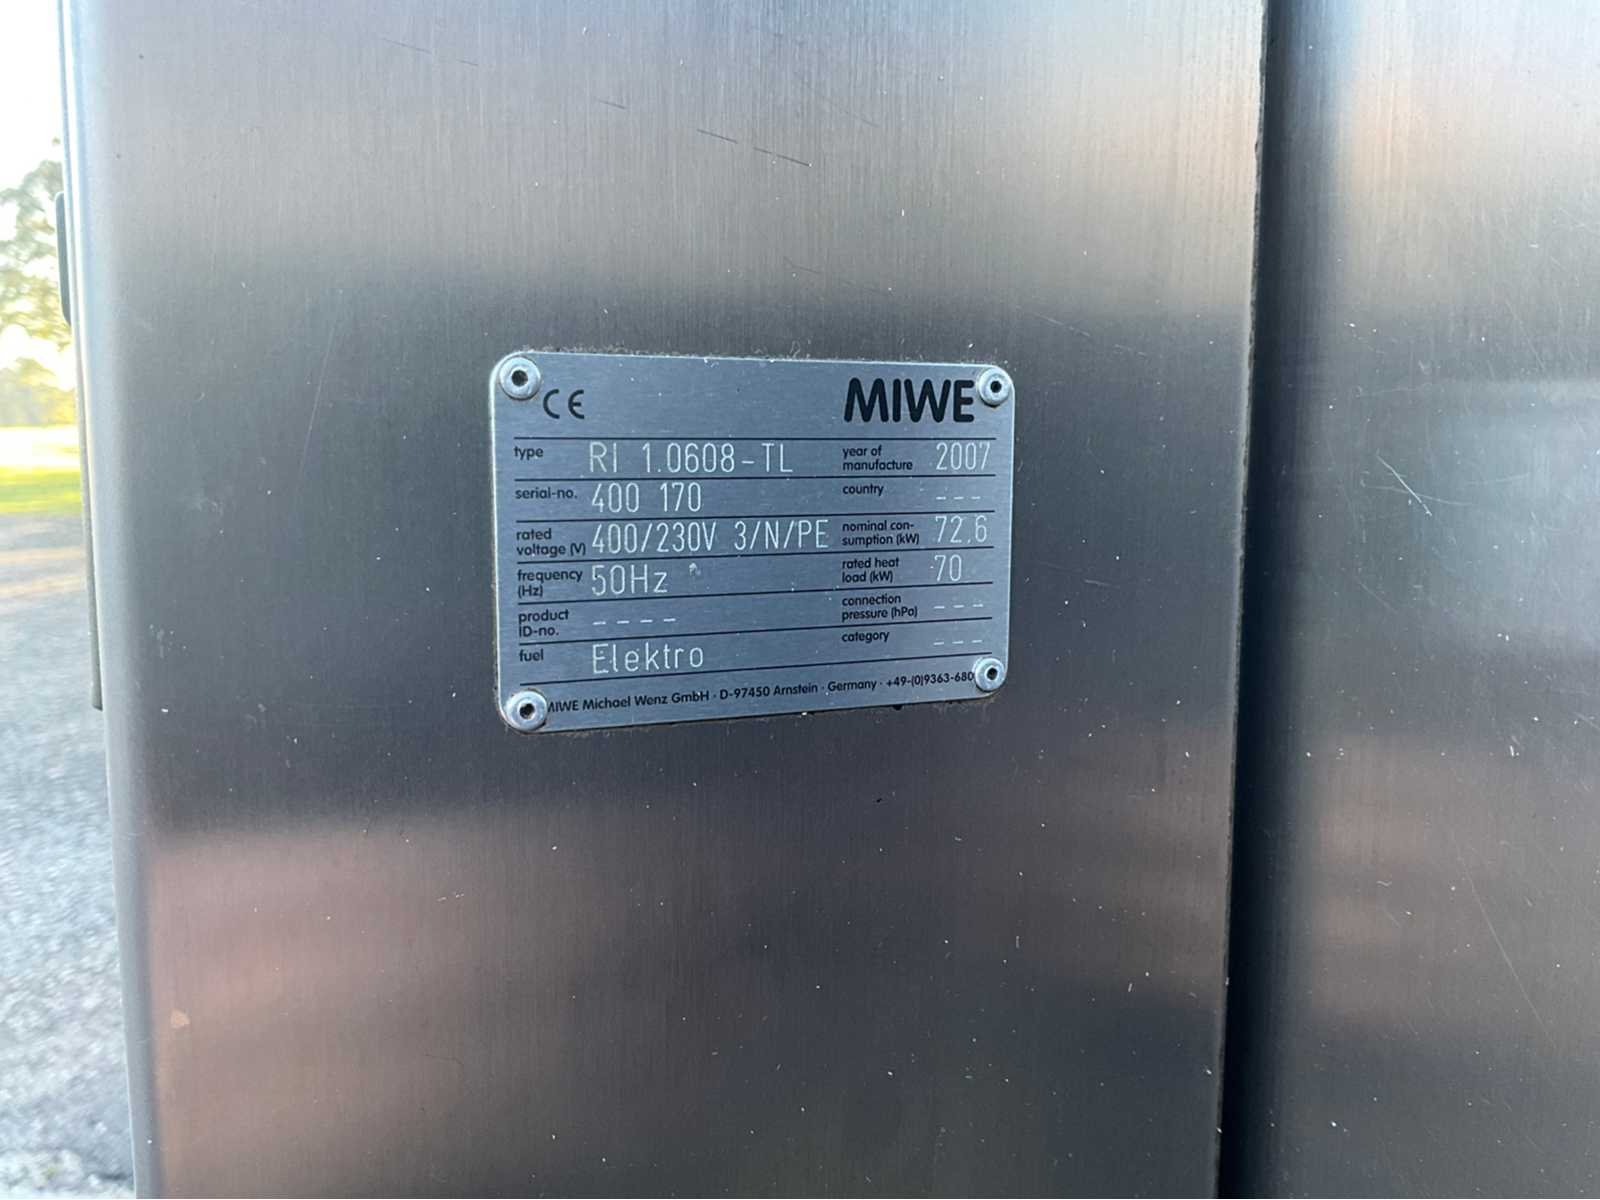 CE MIWE
type RI 1.0608-TL year of manufacture 2007
serial-no. 400 170 country ---
rated voltage (V) 400/230V 3/N/PE nominal con-sumption (kW) 72,6
frequency (Hz) 50Hz rated heat load (kW) 70
product ID-no. ---- connection pressure (hPa) ---
fuel Elektro category ---
MIWE Michael Wenz GmbH · D-97450 Arnstein · Germany · +49-(0)9363-680